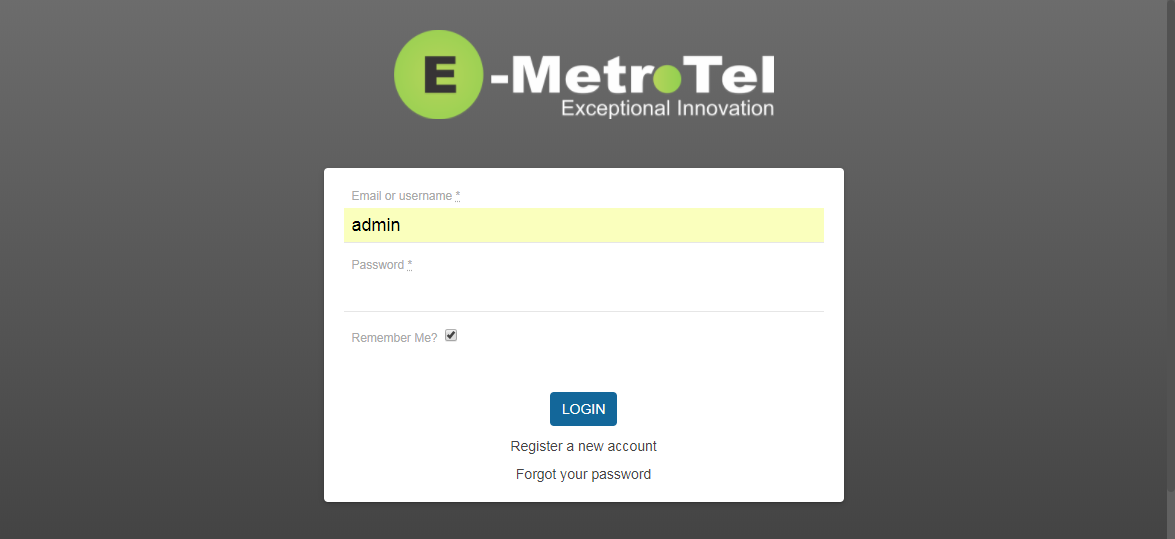 E -MetroTel
Exceptional Innovation
Email or username *
admin
Password *
Remember Me?
LOGIN
Register a new account
Forgot your password